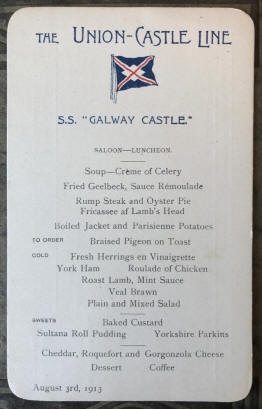 THE UNION-CASTLE LINE
S.S. "GALWAY CASTLE."
SALOON—LUNCHEON.
Soup—Crème of Celery
Fried Geelbeck, Sauce Rémoulade
Rump Steak and Oyster Pie
Fricassee af Lamb's Head
Boiled Jacket and Parisienne Potatoes
TO ORDER Braised Pigeon on Toast
COLD Fresh Herrings en Vinaigrette
York Ham Roulade of Chicken
Roast Lamb, Mint Sauce
Veal Brawn
Plain and Mixed Salad
SWEETS Baked Custard
Sultana Roll Pudding Yorkshire Parkins
Cheddar, Roquefort and Gorgonzola Cheese
Dessert Coffee
August 3rd, 1913